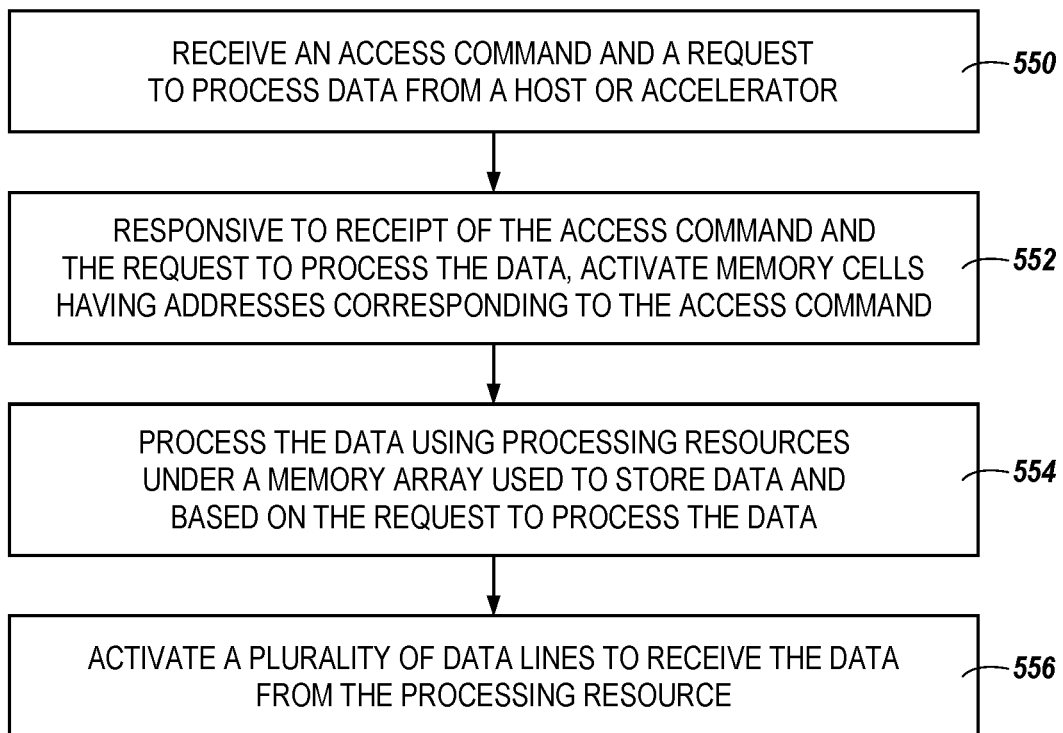 RECEIVE AN ACCESS COMMAND AND A REQUEST
TO PROCESS DATA FROM A HOST OR ACCELERATOR
550
RESPONSIVE TO RECEIPT OF THE ACCESS COMMAND AND
THE REQUEST TO PROCESS THE DATA, ACTIVATE MEMORY CELLS
HAVING ADDRESSES CORRESPONDING TO THE ACCESS COMMAND
552
PROCESS THE DATA USING PROCESSING RESOURCES
UNDER A MEMORY ARRAY USED TO STORE DATA AND
BASED ON THE REQUEST TO PROCESS THE DATA
554
ACTIVATE A PLURALITY OF DATA LINES TO RECEIVE THE DATA
FROM THE PROCESSING RESOURCE
556